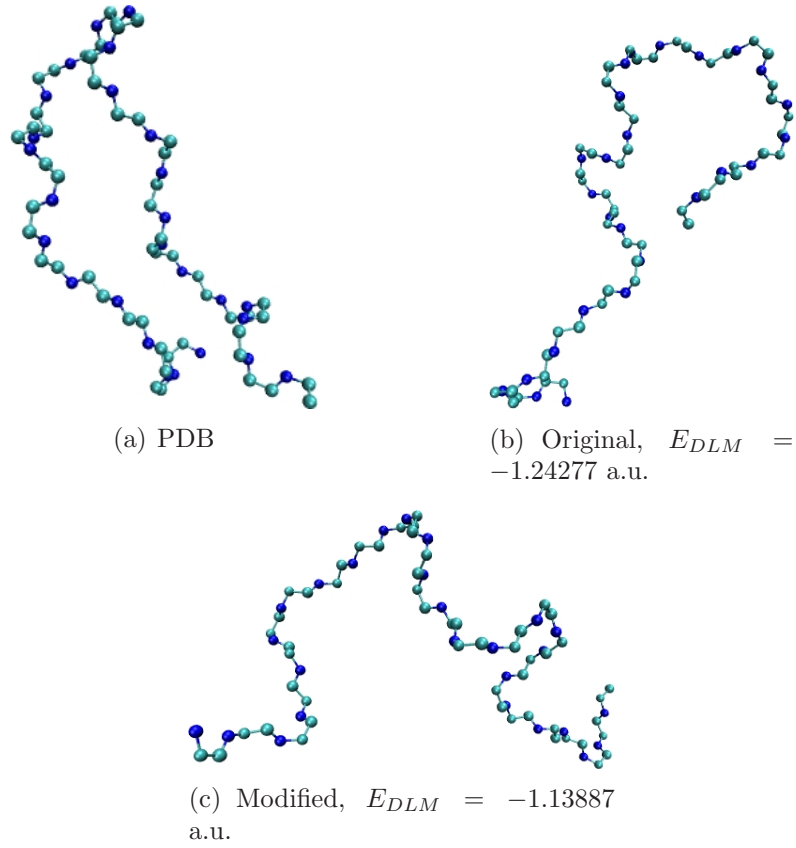 (a) PDB
(b) Original, E_{DLM} =
−1.24277 a.u.
(c) Modified, E_{DLM} = −1.13887
a.u.